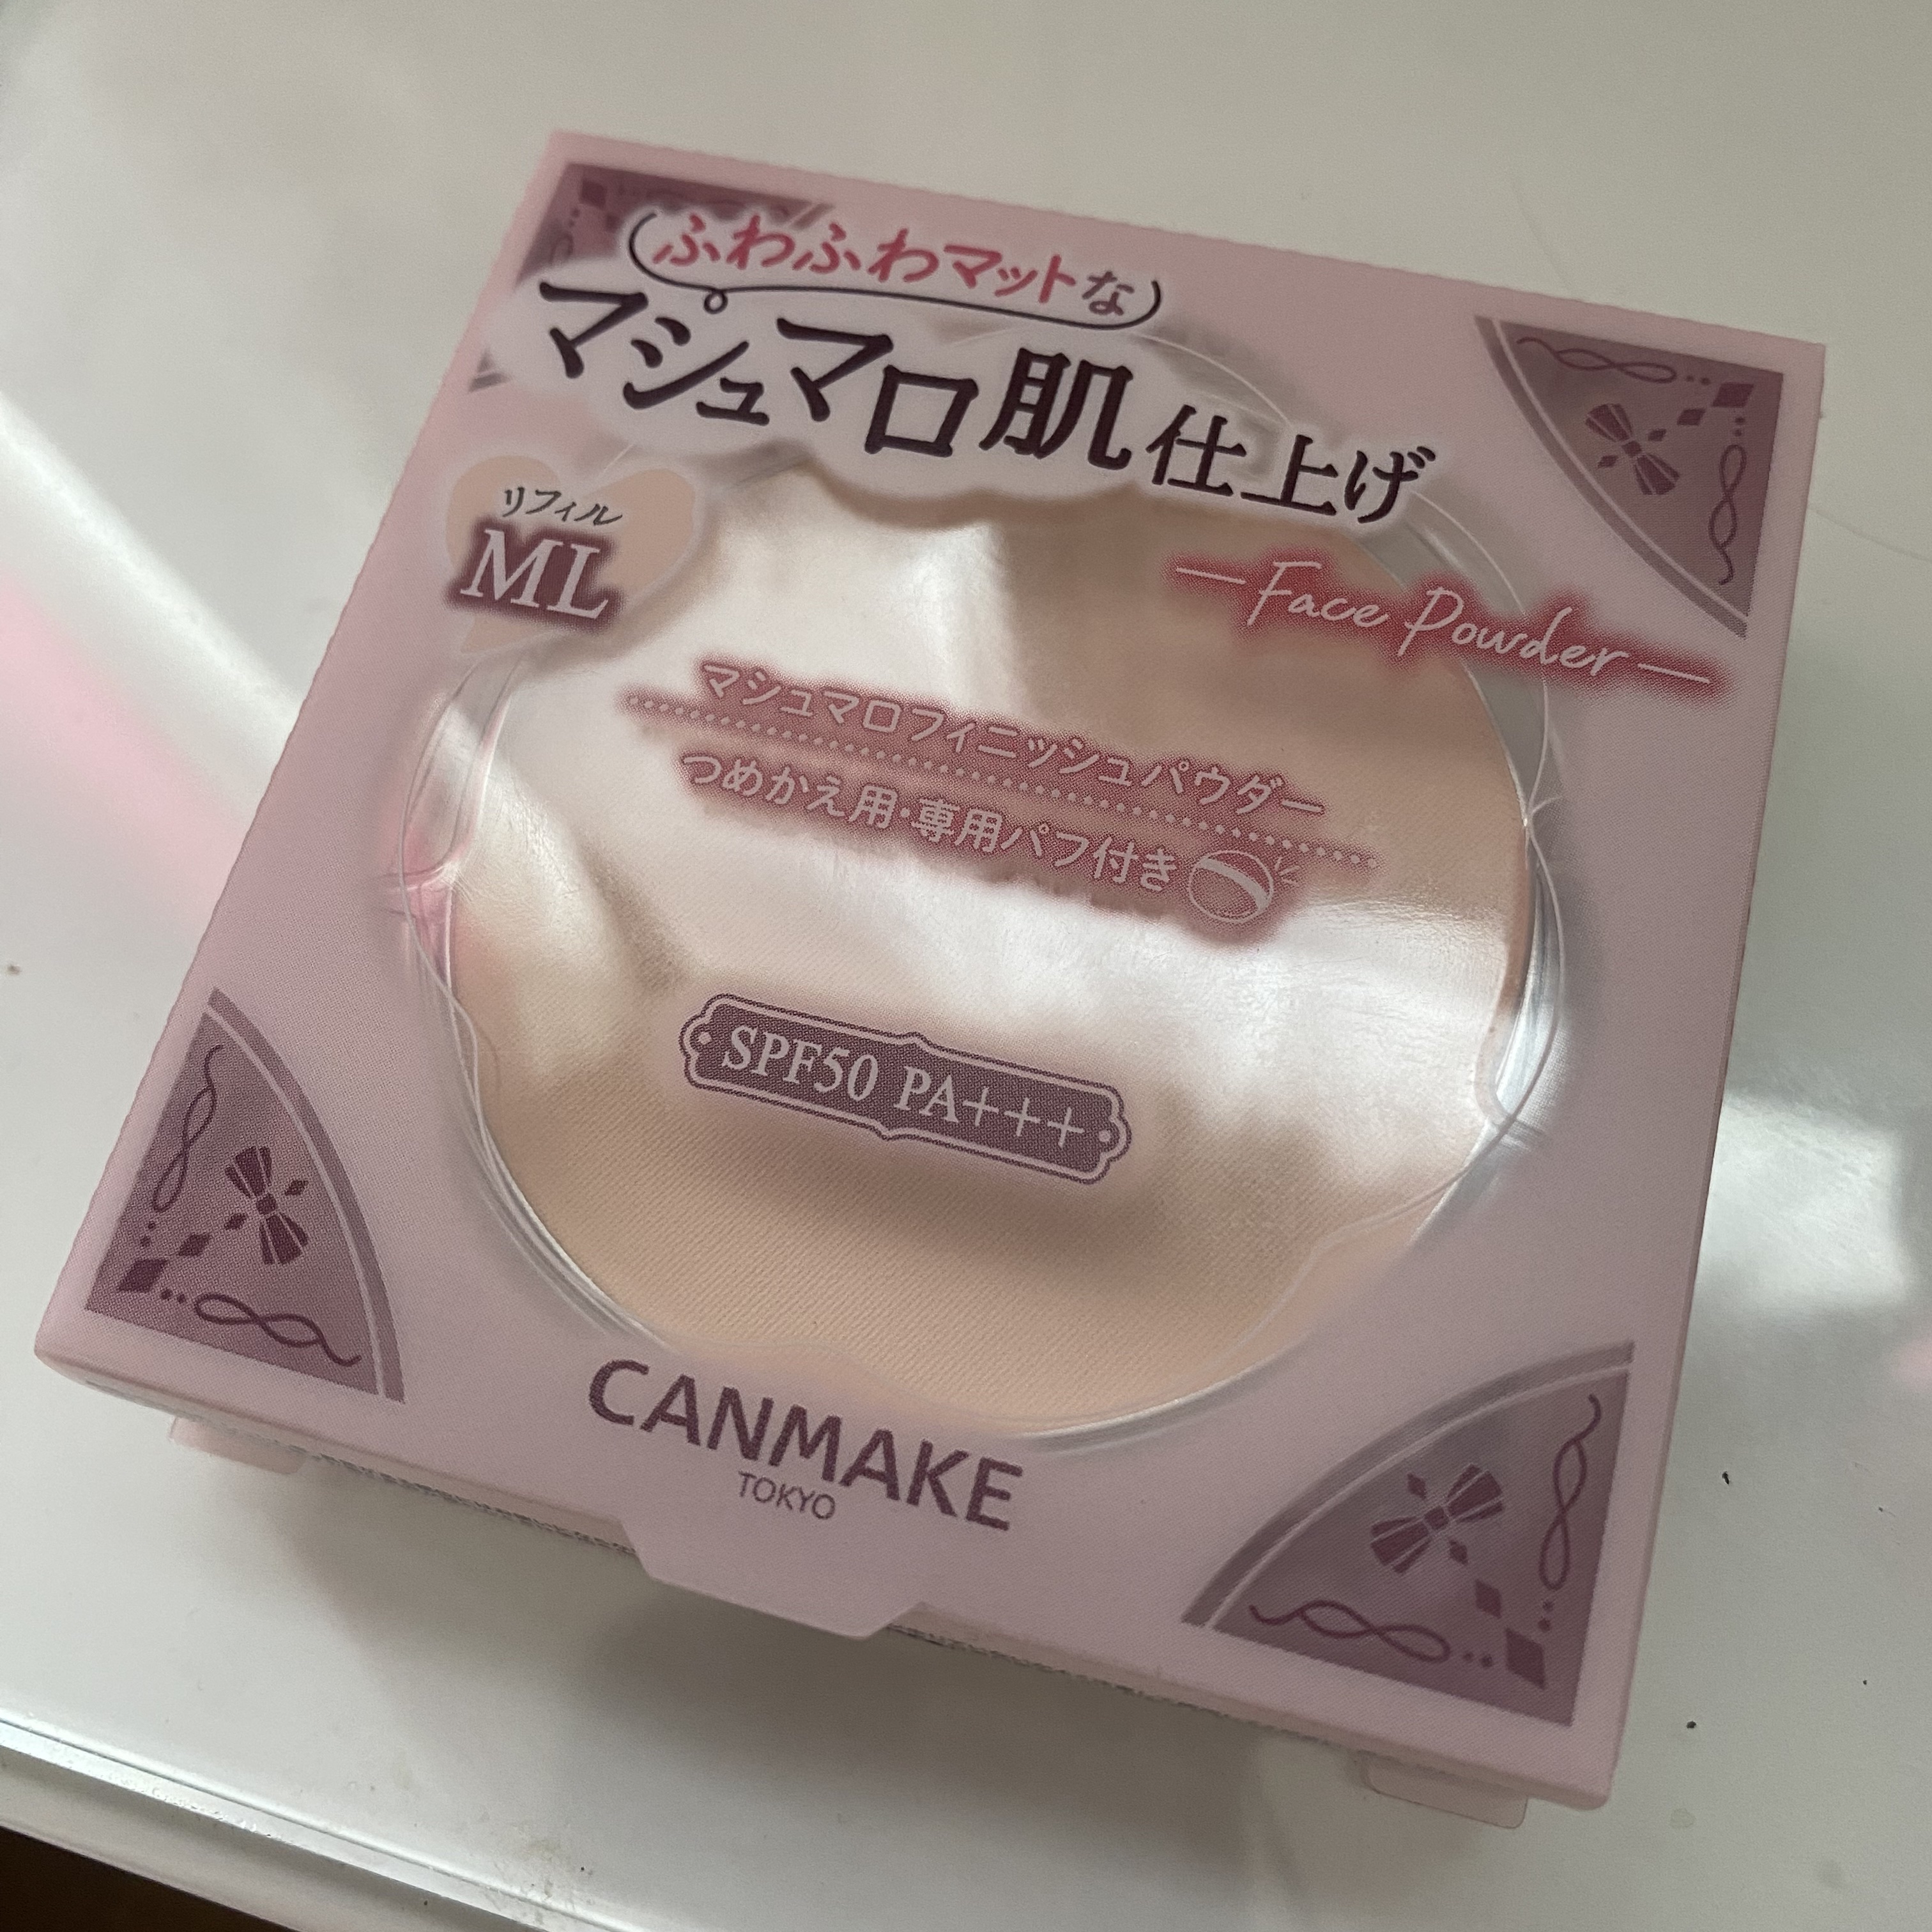 ふわふわマットな
マシュマロ肌仕上げ
リフィル
ML
Face Powder
マシュマロフィニッシュパウダー
つめかえ用・専用パフ付き
SPF50 PA+++
CANMAKE
TOKYO